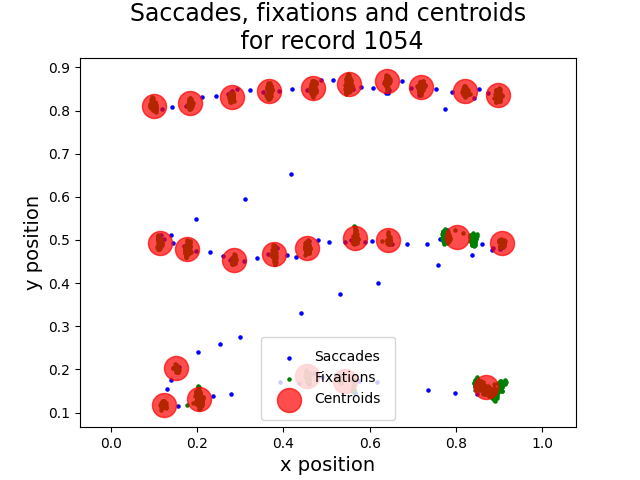 Saccades, fixations and centroids
for record 1054
y position
0.9
0.8
0.7
0.6
0.5
0.4
0.3
0.2
0.1
Saccades
Fixations
Centroids
0.0 0.2 0.4 0.6 0.8 1.0
x position